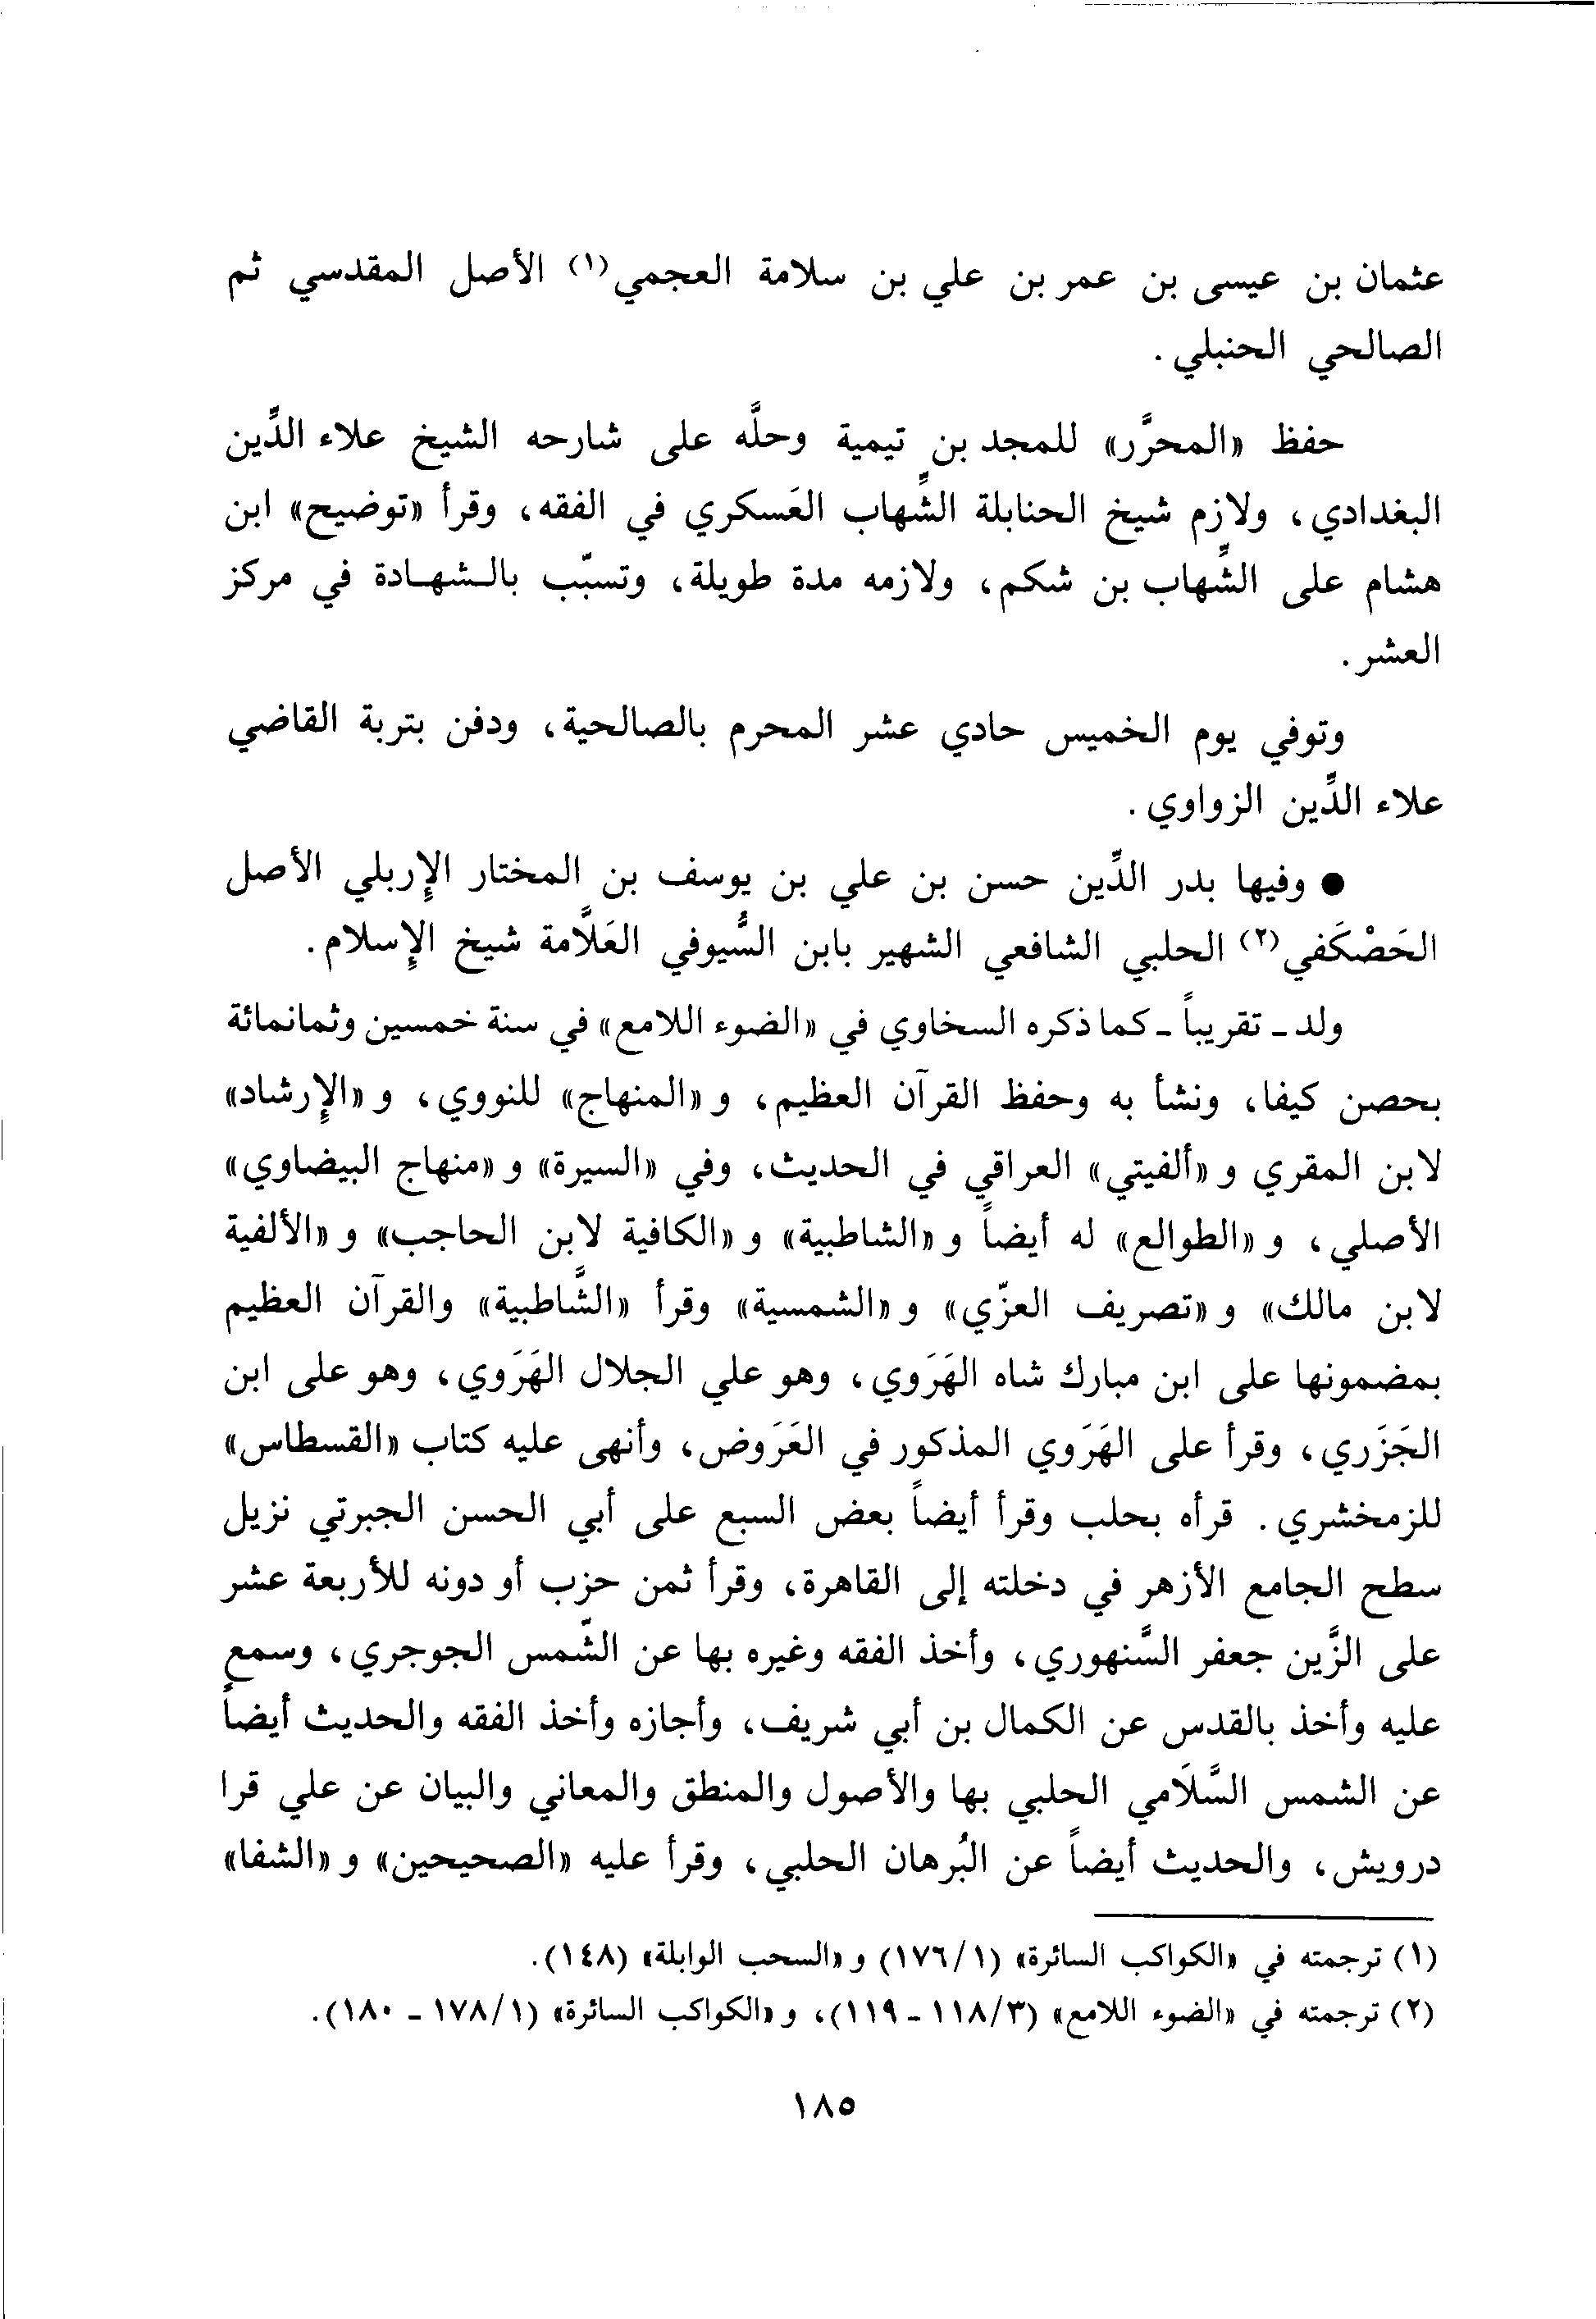 عثمان بن عيسى بن عمر بن علي بن سلامة العجمي(١) الأصل المقدسي ثم
الصالحي الحنبلي.
حفظ «المحرَّر» للمجد بن تيمية وحلَّه على شارحه الشيخ علاء الدِّين
البغدادي، ولازم شيخ الحنابلة الشِّهاب العَسكري في الفقه، وقرأ «توضيح» ابن
هشام على الشِّهاب بن شكم، ولازمه مدة طويلة، وتسبّب بالشهادة في مركز
العشر.
وتوفي يوم الخميس حادي عشر المحرم بالصالحية، ودفن بتربة القاضي
علاء الدِّين الزواوي.
● وفيها بدر الدِّين حسن بن علي بن يوسف بن المختار الإربلي الأصل
الحَصْكَفي(٢) الحلبي الشافعي الشهير بابن السُّيوفي العَلَّامة شيخ الإسلام.
ولد ـ تقريباً ـ كما ذكره السخاوي في «الضوء اللامع» في سنة خمسين وثمانمائة
بحصن كيفا، ونشأ به وحفظ القرآن العظيم، و«المنهاج» للنووي، و«الإرشاد»
لابن المقري و«ألفيتي» العراقي في الحديث، وفي «السيرة» و«منهاج البيضاوي»
الأصلي، و«الطوالع» له أيضاً و«الشاطبية» و«الكافية لابن الحاجب» و«الألفية
لابن مالك» و«تصريف العزّي» و«الشمسية» وقرأ «الشَّاطبية» والقرآن العظيم
بمضمونها على ابن مبارك شاه الهَرَوي، وهو علي الجلال الهَرَوي، وهو على ابن
الجَزَري، وقرأ على الهَرَوي المذكور في العَرَوض، وأنهى عليه كتاب «القسطاس»
للزمخشري. قرأه بحلب وقرأ أيضاً بعض السبع على أبي الحسن الجبرتي نزيل
سطح الجامع الأزهر في دخلته إلى القاهرة، وقرأ ثمن حزب أو دونه للأربعة عشر
على الزَّين جعفر السَّنهوري، وأخذ الفقه وغيره بها عن الشّمس الجوجري، وسمع
عليه وأخذ بالقدس عن الكمال بن أبي شريف، وأجازه وأخذ الفقه والحديث أيضاً
عن الشمس السَّلَامي الحلبي بها والأصول والمنطق والمعاني والبيان عن علي قرا
درويش، والحديث أيضاً عن البُرهان الحلبي، وقرأ عليه «الصحيحين» و«الشفا»
(١) ترجمته في «الكواكب السائرة» (١/١٧٦) و«السحب الوابلة» (١٤٨).
(٢) ترجمته في «الضوء اللامع» (٣/١١٨ ـ ١١٩)، و«الكواكب السائرة» (١/١٧٨ ـ ١٨٠).
١٨٥